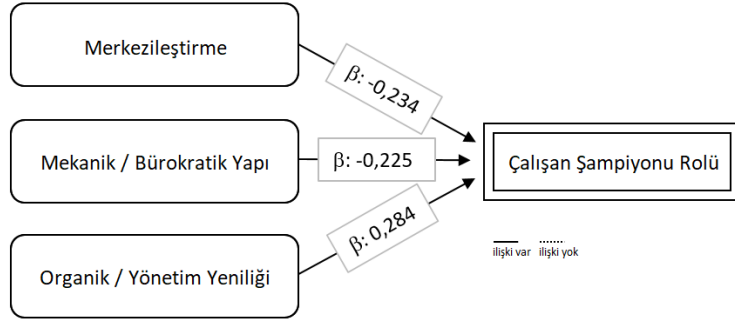 Merkezileştirme
β: -0,234
Mekanik / Bürokratik Yapı
β: -0,225
Çalışan Şampiyonu Rolü
Organik / Yönetim Yeniliği
β: 0,284
ilişki var ilişki yok